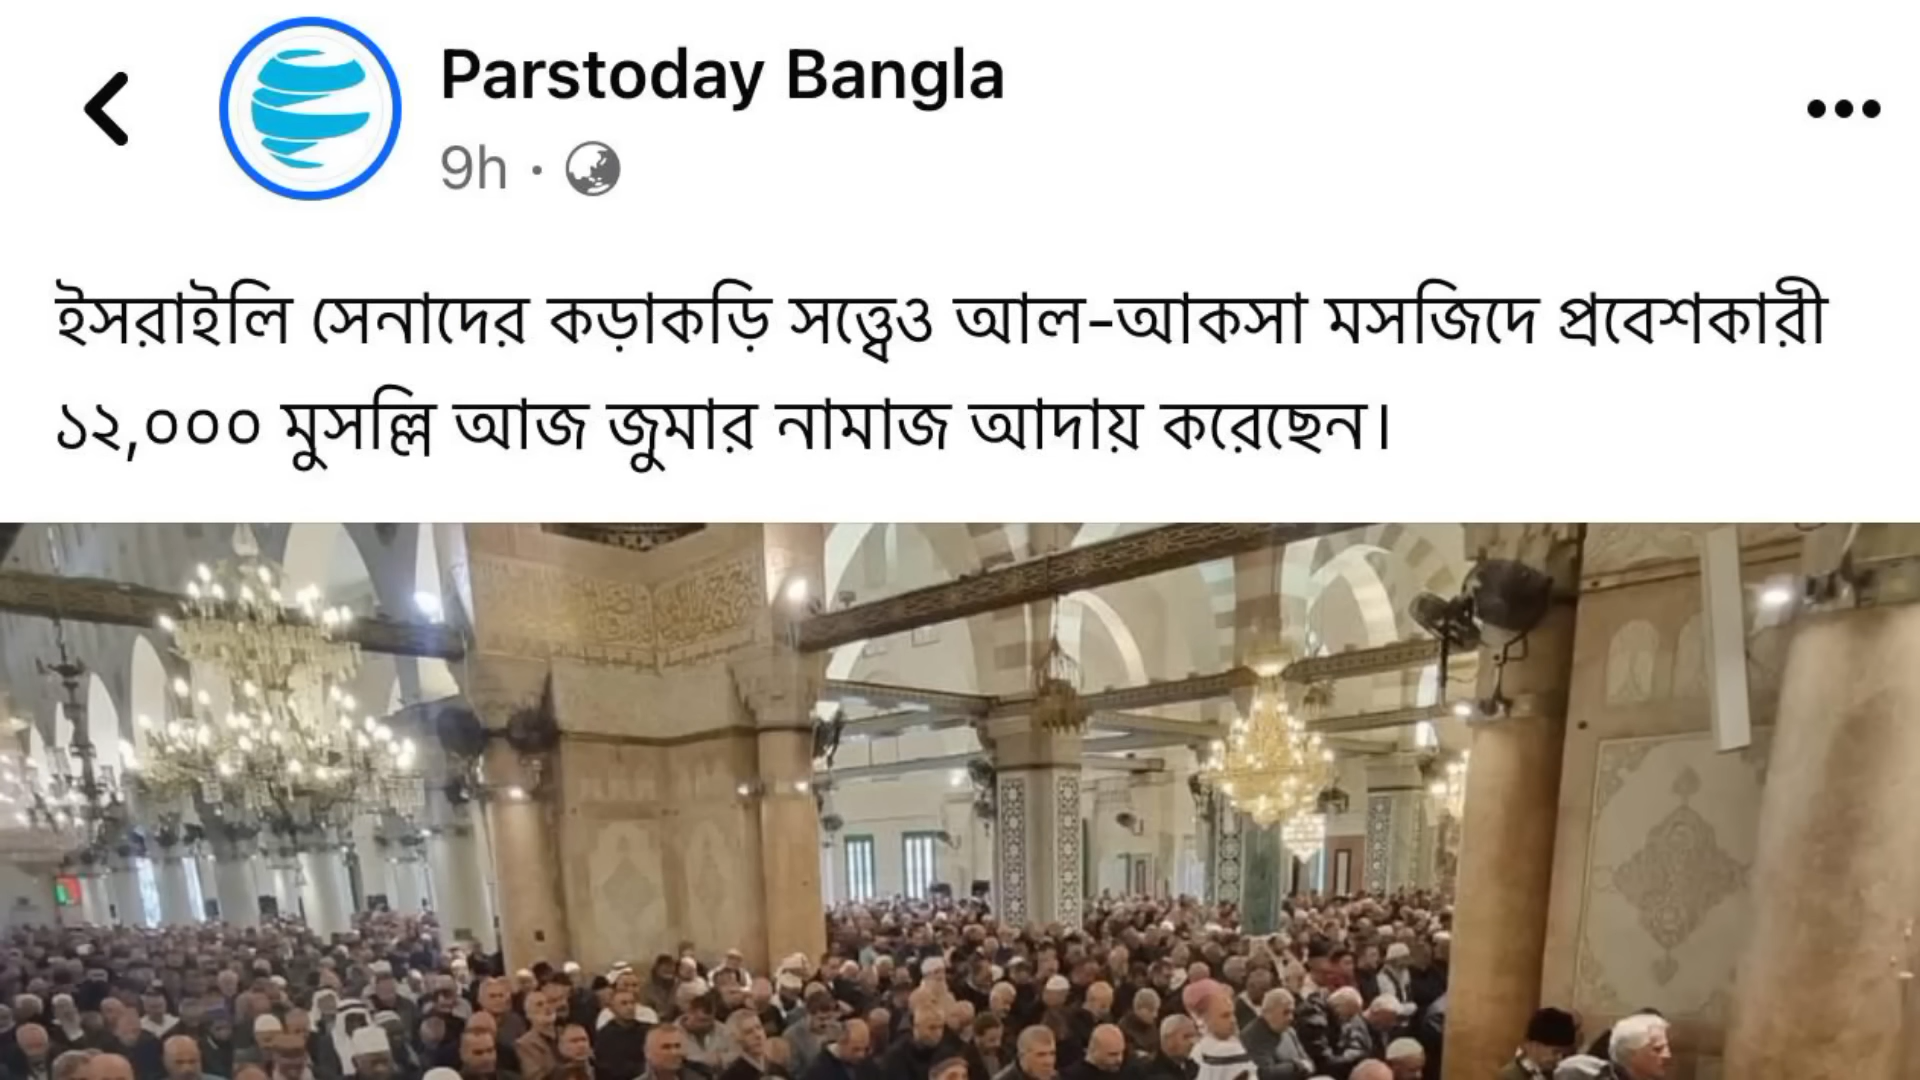 Parstoday Bangla
9h ·
ইসরাইলি সেনাদের কড়াকড়ি সত্ত্বেও আল-আকসা মসজিদে প্রবেশকারী
১২,০০০ মুসল্লি আজ জুমার নামাজ আদায় করেছেন।